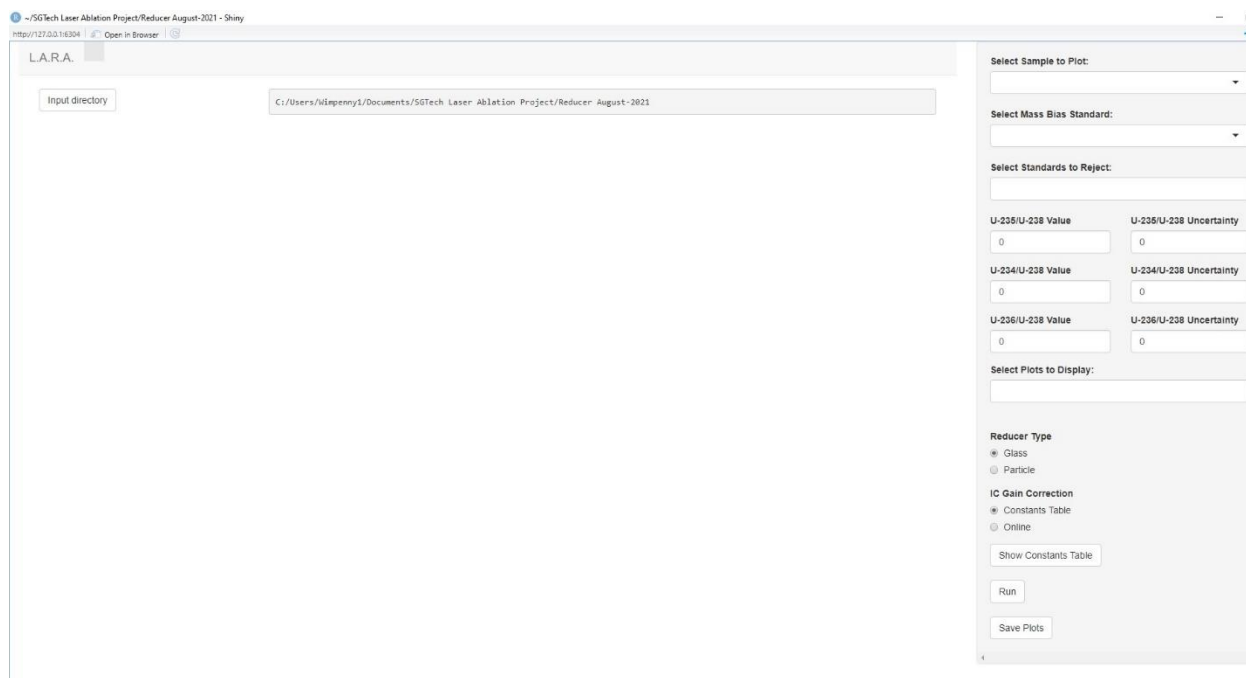 ~/SGTech Laser Ablation Project/Reducer August-2021 - Shiny
http://127.0.0.1:6304 Open in Browser
L.A.R.A.
Input directory
C:/Users/Wimpenny1/Documents/SGTech Laser Ablation Project/Reducer August-2021
Select Sample to Plot:
Select Mass Bias Standard:
Select Standards to Reject:
U-235/U-238 Value U-235/U-238 Uncertainty
0 0
U-234/U-238 Value U-234/U-238 Uncertainty
0 0
U-236/U-238 Value U-236/U-238 Uncertainty
0 0
Select Plots to Display:
Reducer Type
Glass
Particle
IC Gain Correction
Constants Table
Online
Show Constants Table
Run
Save Plots